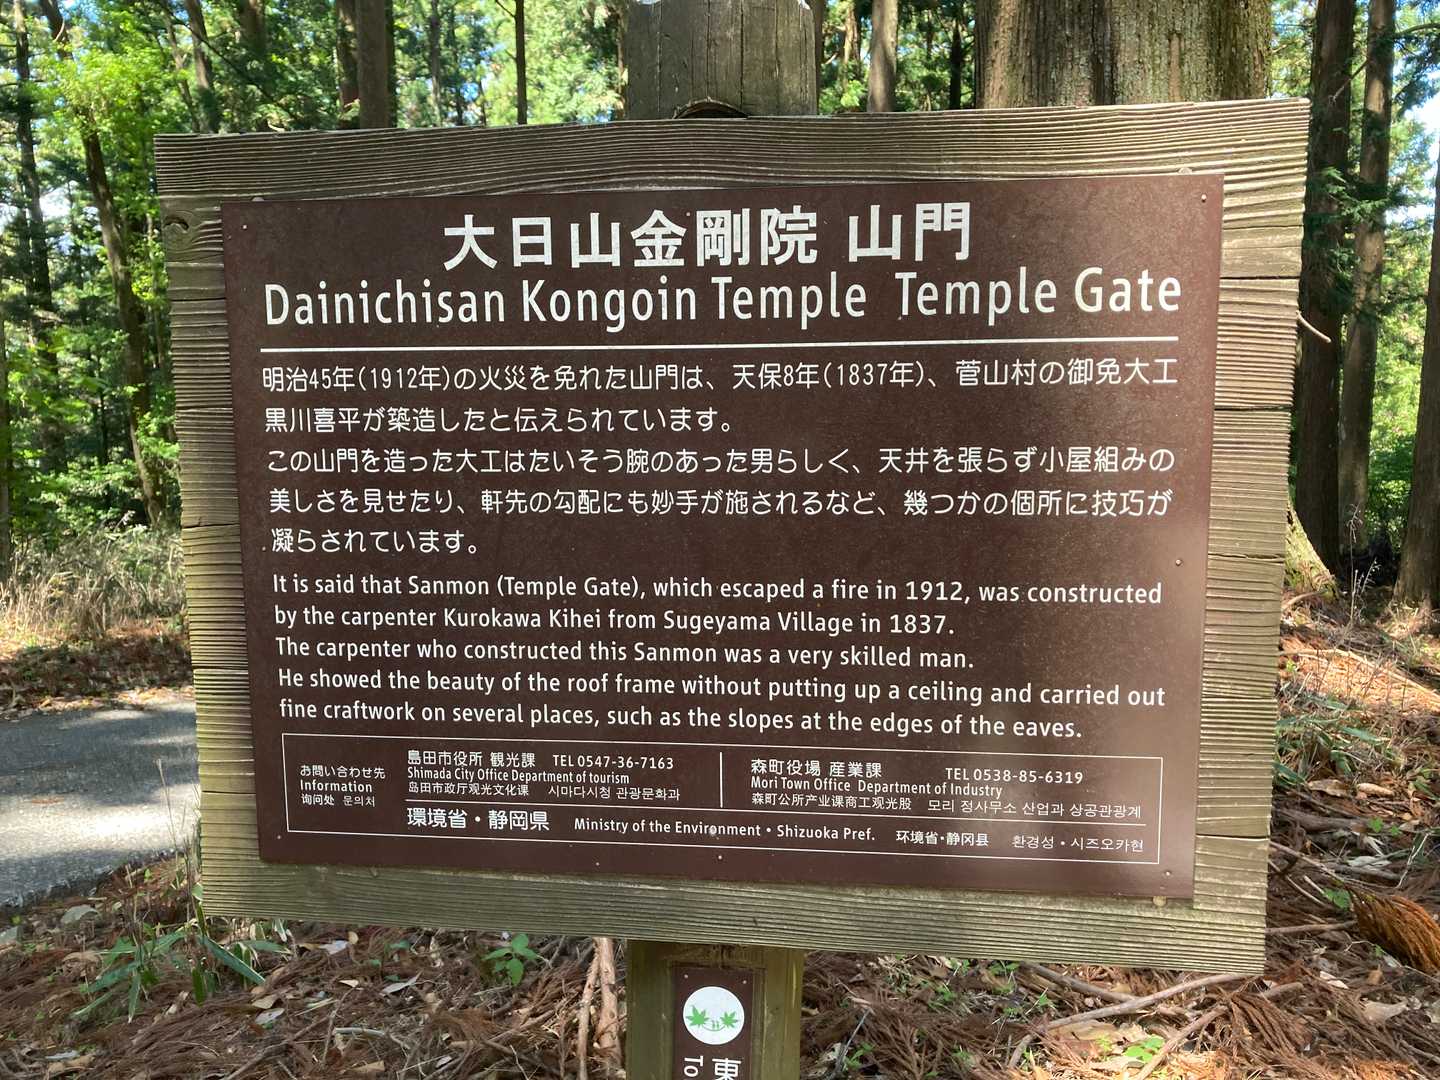 大日山金剛院 山門
Dainichisan Kongoin Temple Temple Gate
明治45年(1912年)の火災を免れた山門は、天保8年(1837年)、菅山村の御免大工
黒川喜平が築造したと伝えられています。
この山門を造った大工はたいそう腕のあった男らしく、天井を張らず小屋組みの
美しさを見せたり、軒先の勾配にも妙手が施されるなど、幾つかの個所に技巧が
凝らされています。
It is said that Sanmon (Temple Gate), which escaped a fire in 1912, was constructed
by the carpenter Kurokawa Kihei from Sugeyama Village in 1837.
The carpenter who constructed this Sanmon was a very skilled man.
He showed the beauty of the roof frame without putting up a ceiling and carried out
fine craftwork on several places, such as the slopes at the edges of the eaves.
お問い合わせ先
Information
询问处 문의처
島田市役所 観光課 TEL 0547-36-7163
Shimada City Office Department of tourism
岛田市政厅观光文化课 시마다시청 관광문화과
森町役場 産業課 TEL 0538-85-6319
Mori Town Office Department of Industry
森町公所产业课商工观光股 모리 정사무소 산업과 상공관광계
環境省・静岡県 Ministry of the Environment・Shizuoka Pref. 环境省・静冈县 환경성・시즈오카현
東
To